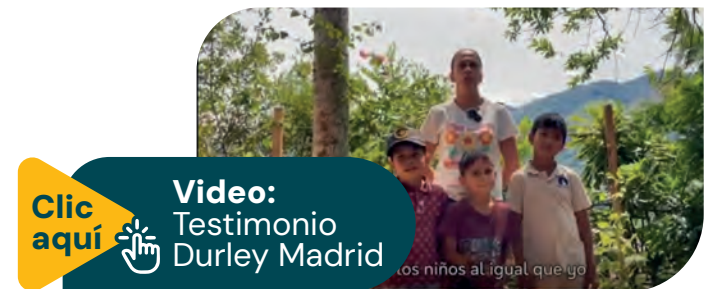 Clic
aquí
Video:
Testimonio
Durley Madrid
los niños al igual que yo